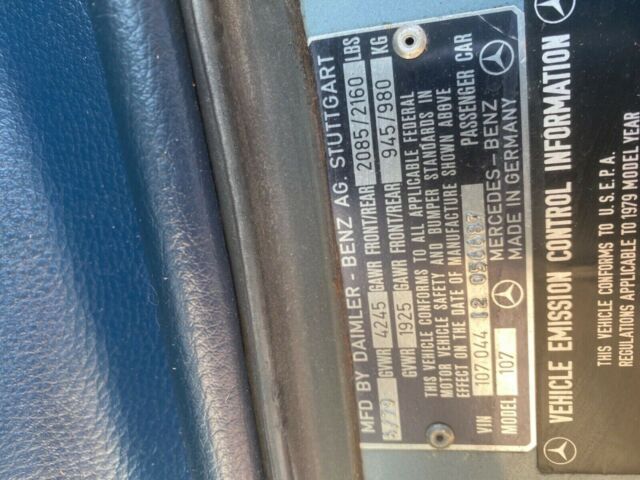 MFD BY DAIMLER - BENZ AG. STUTTGART
5/79 GVWR 4245 GAWR FRONT/REAR 2085/2160 LBS
GVWR 1925 GAWR FRONT/REAR 945/980 KG
THIS VEHICLE CONFORMS TO ALL APPLICABLE FEDERAL
MOTOR VEHICLE SAFETY AND BUMPER STANDARDS IN
EFFECT ON THE DATE OF MANUFACTURE SHOWN ABOVE
VIN 107 044 12 PASSENGER CAR
MODEL 107 MERCEDES-BENZ
MADE IN GERMANY
VEHICLE EMISSION CONTROL INFORMATION
THIS VEHICLE CONFORMS TO U.S.E.P.A.
REGULATIONS APPLICABLE TO 1979 MODEL YEAR